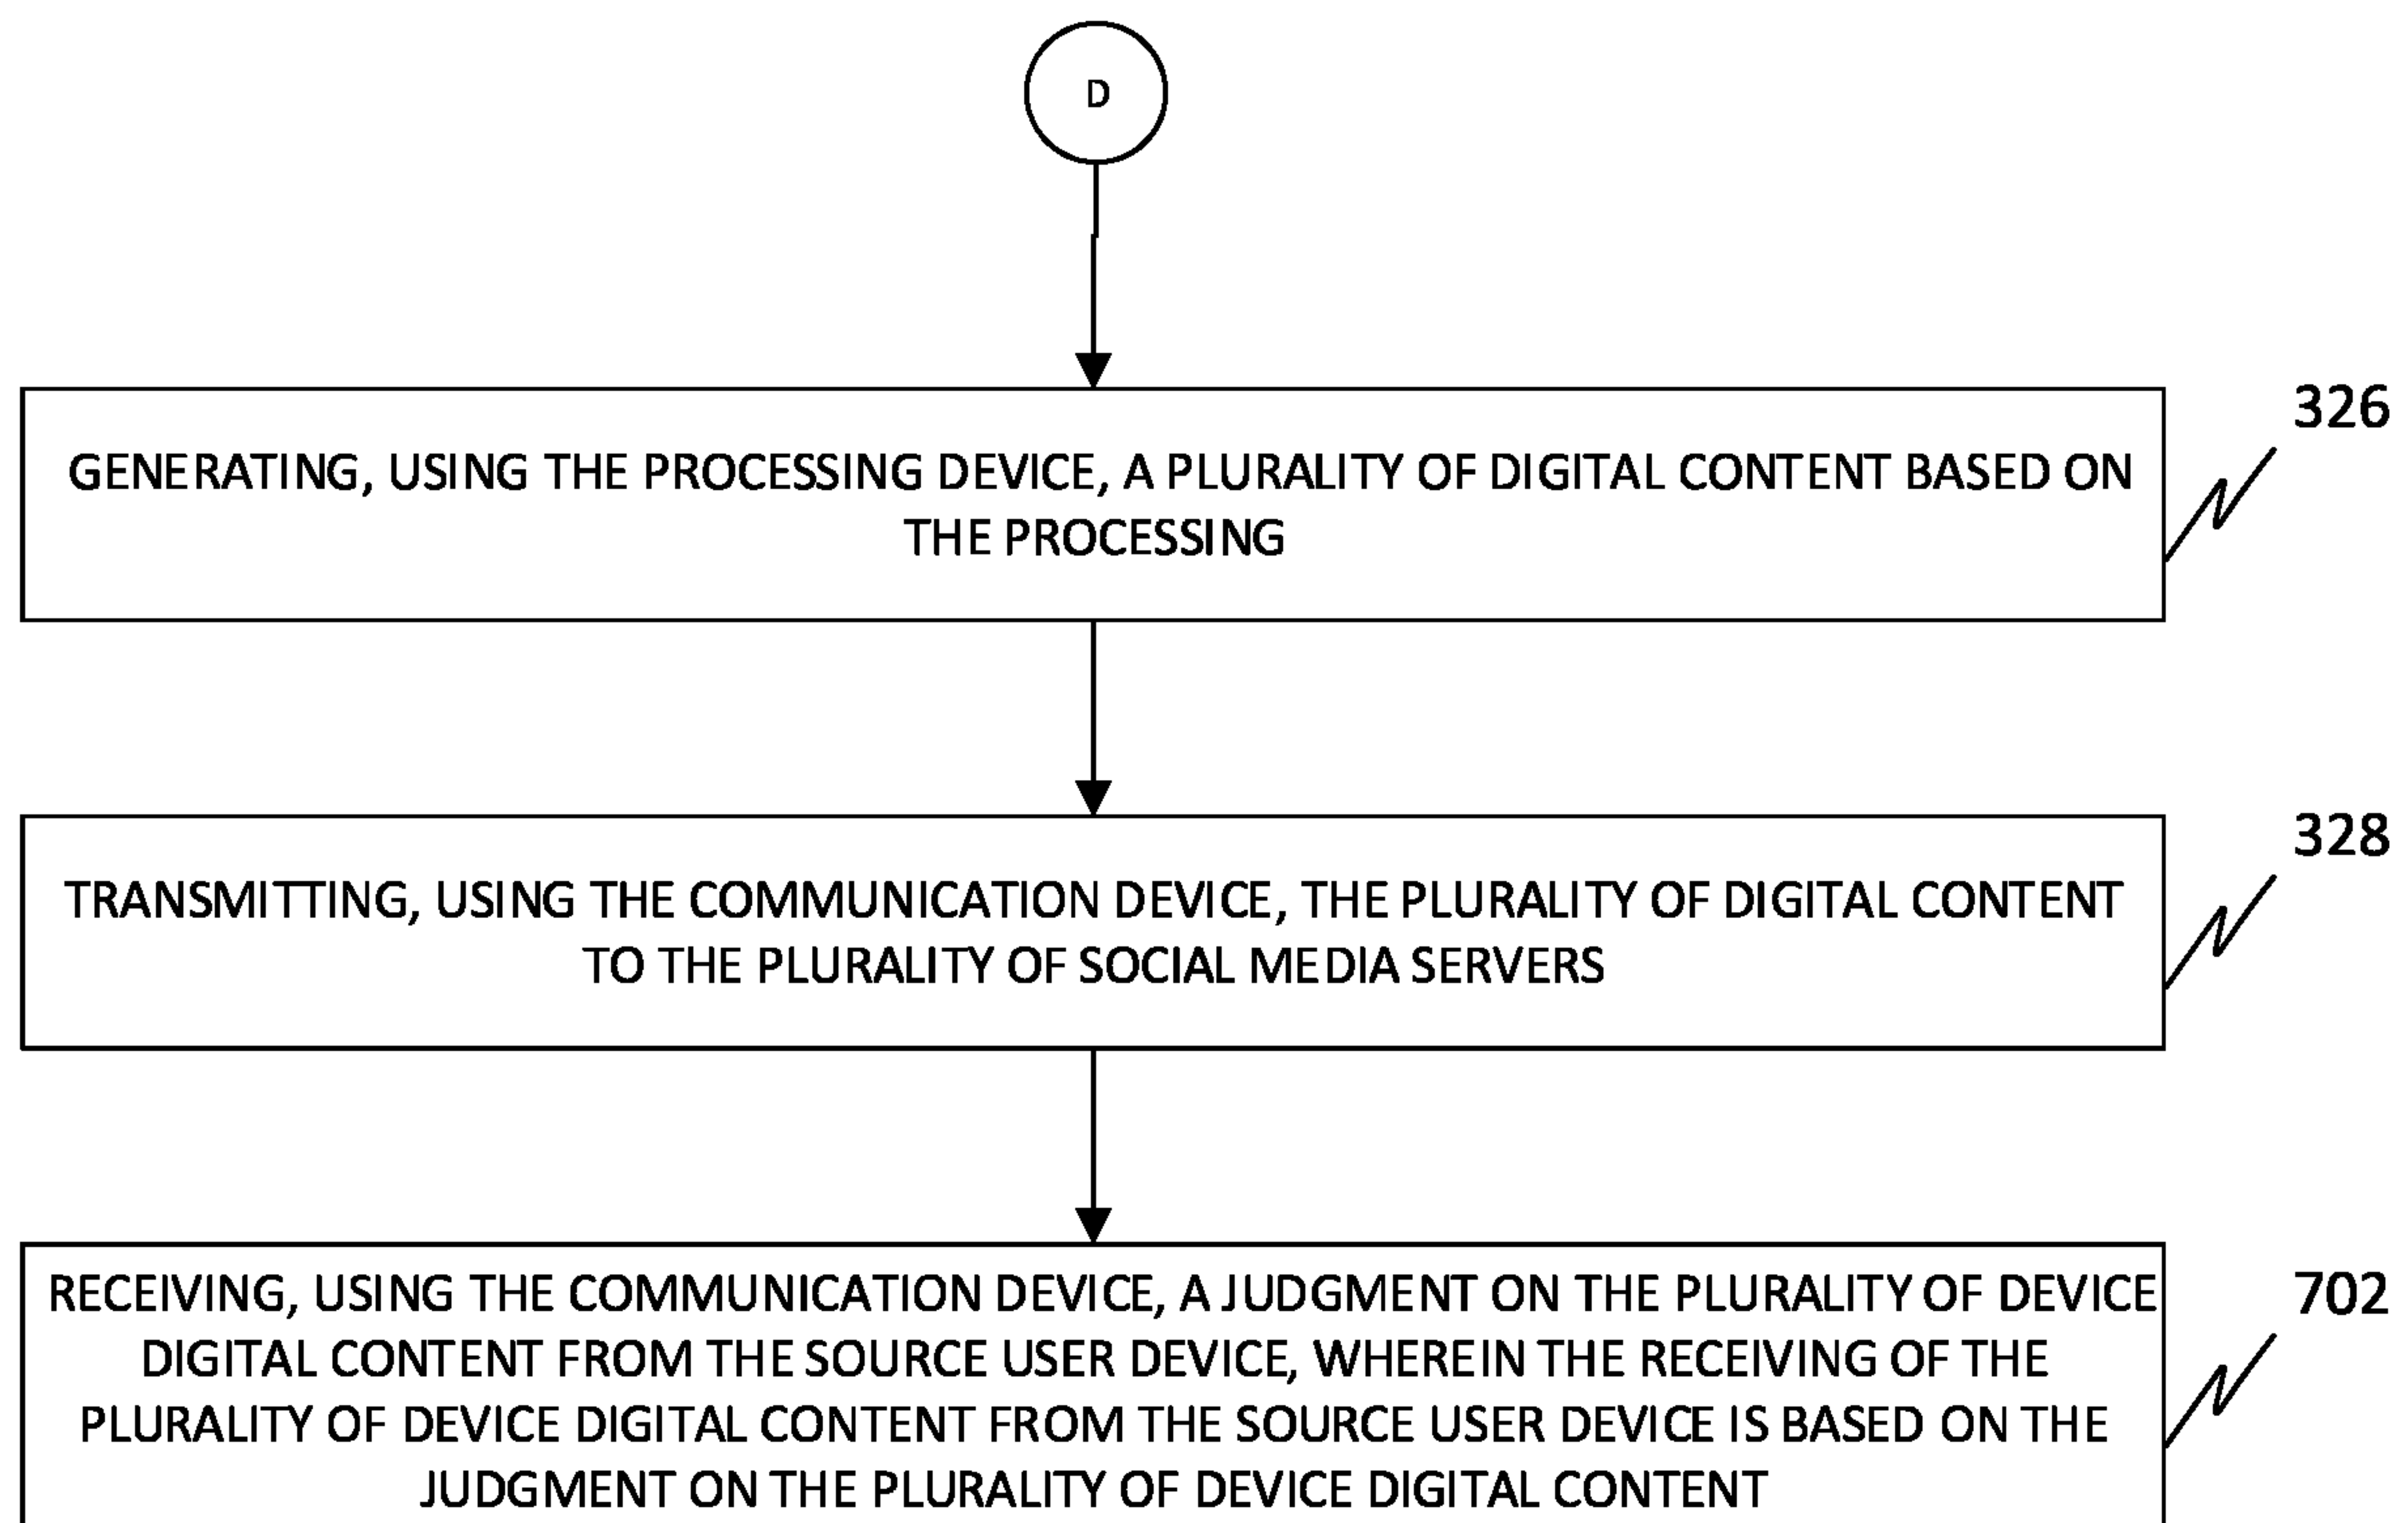 D
326
GENERATING, USING THE PROCESSING DEVICE, A PLURALITY OF DIGITAL CONTENT BASED ON
THE PROCESSING
328
TRANSMITTING, USING THE COMMUNICATION DEVICE, THE PLURALITY OF DIGITAL CONTENT
TO THE PLURALITY OF SOCIAL MEDIA SERVERS
702
RECEIVING, USING THE COMMUNICATION DEVICE, A JUDGMENT ON THE PLURALITY OF DEVICE
DIGITAL CONTENT FROM THE SOURCE USER DEVICE, WHEREIN THE RECEIVING OF THE
PLURALITY OF DEVICE DIGITAL CONTENT FROM THE SOURCE USER DEVICE IS BASED ON THE
JUDGMENT ON THE PLURALITY OF DEVICE DIGITAL CONTENT